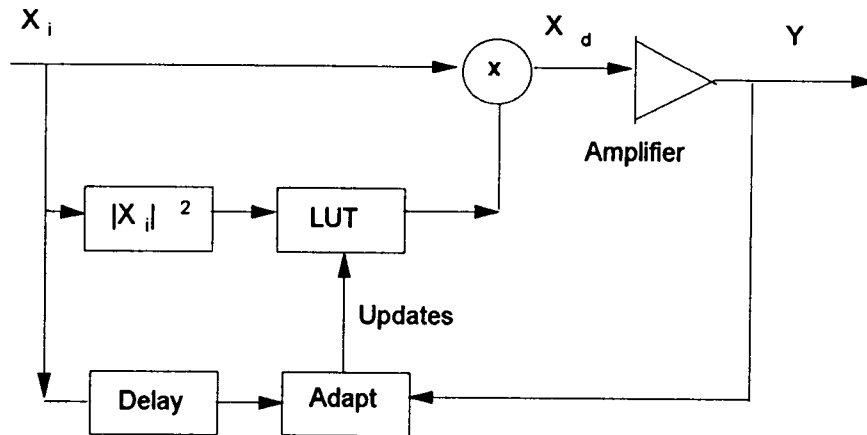 X i
X d
Y
x
Amplifier
|X i| 2
LUT
Updates
Delay
Adapt